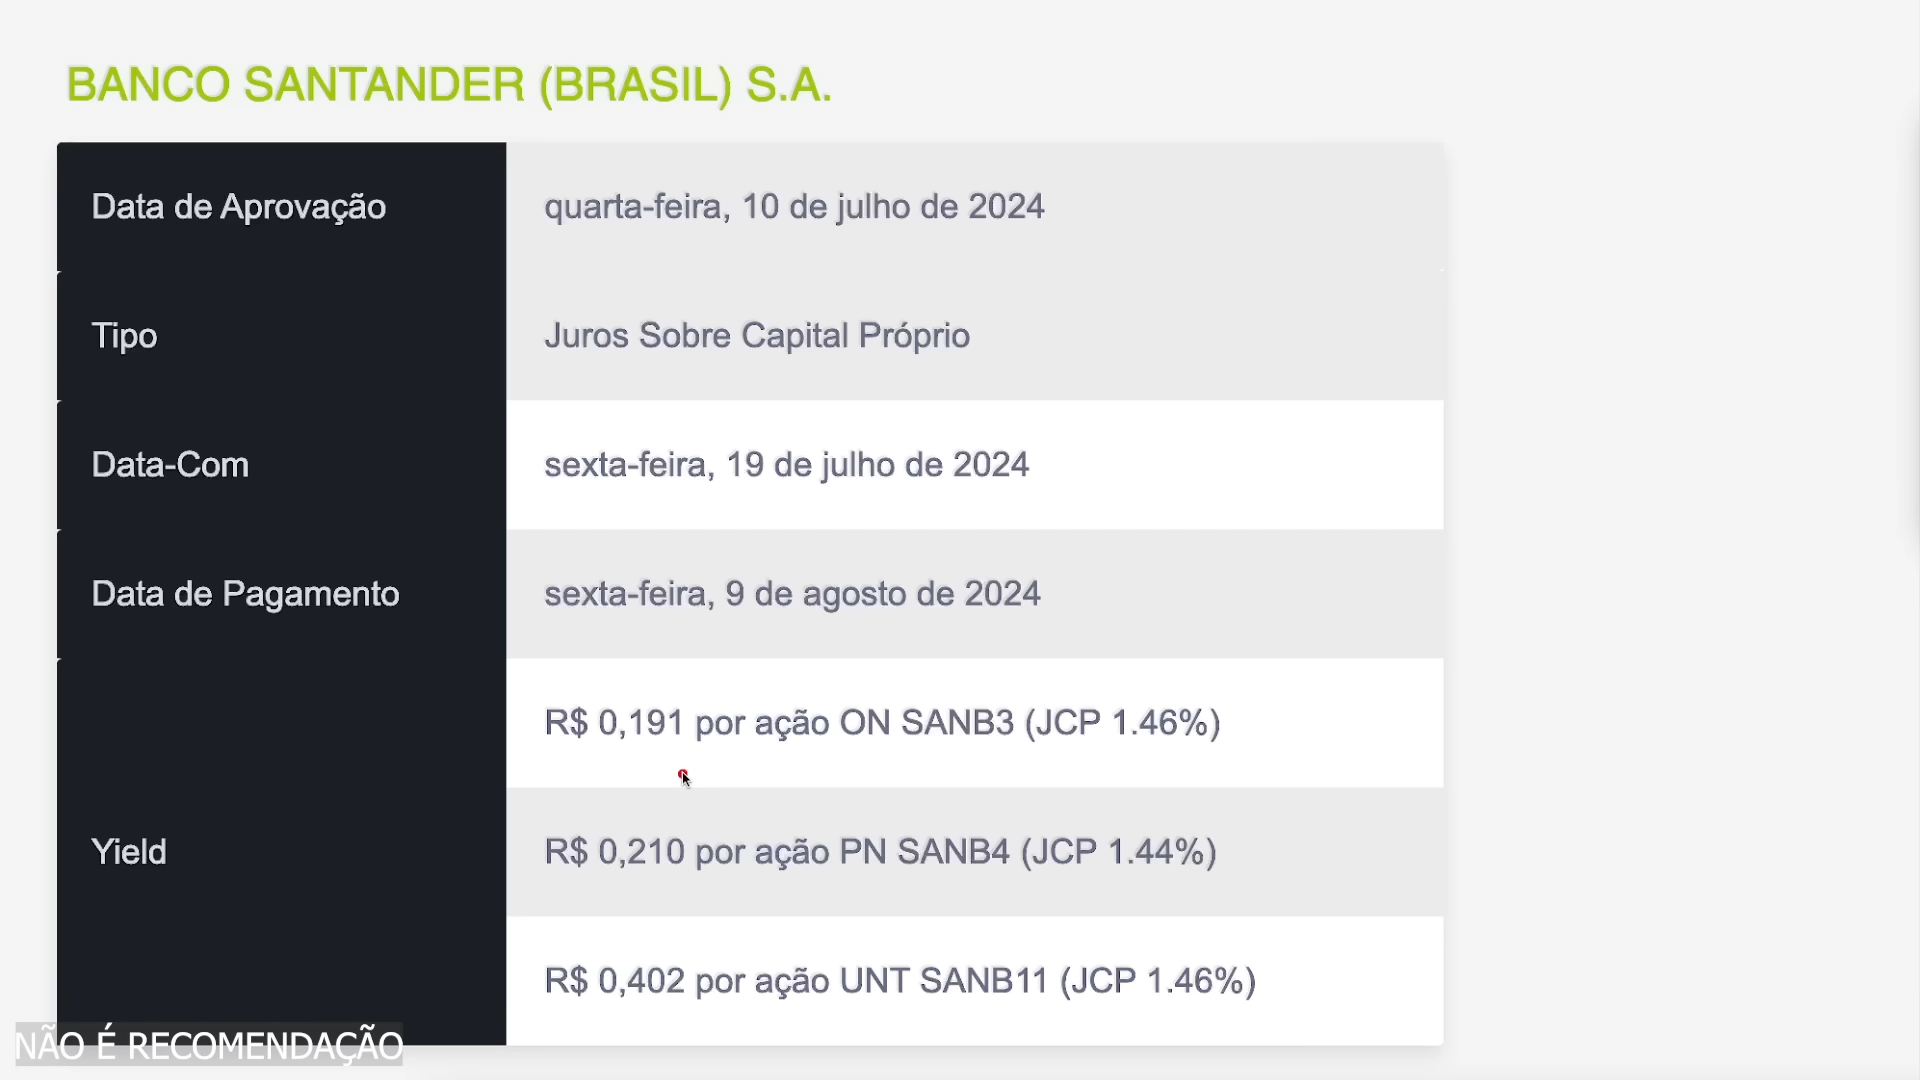 BANCO SANTANDER (BRASIL) S.A.
Data de Aprovação quarta-feira, 10 de julho de 2024
Tipo Juros Sobre Capital Próprio
Data-Com sexta-feira, 19 de julho de 2024
Data de Pagamento sexta-feira, 9 de agosto de 2024
R$ 0,191 por ação ON SANB3 (JCP 1.46%)
Yield R$ 0,210 por ação PN SANB4 (JCP 1.44%)
R$ 0,402 por ação UNT SANB11 (JCP 1.46%)
NÃO É RECOMENDAÇÃO